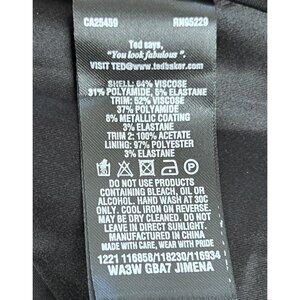 CA25459 RN95229
Ted says,
"You look fabulous".
VISIT TED@www.tedbaker.com
SHELL: 64% VISCOSE
31% POLYAMIDE, 5% ELASTANE
TRIM: 52% VISCOSE
37% POLYAMIDE
8% METALLIC COATING
3% ELASTANE
TRIM 2: 100% ACETATE
LINING: 97% POLYESTER
3% ELASTANE
DO NOT USE PRODUCTS
CONTAINING BLEACH, OIL OR
ALCOHOL. HAND WASH AT 30C
ONLY. COOL IRON ON REVERSE.
MAY BE DRY CLEANED. DO NOT
LEAVE IN DIRECT SUNLIGHT.
MANUFACTURED IN CHINA
MADE WITH CARE, WEAR WITH PRIDE
1221 116858/118230/116934
WA3W GBA7 JIMENA